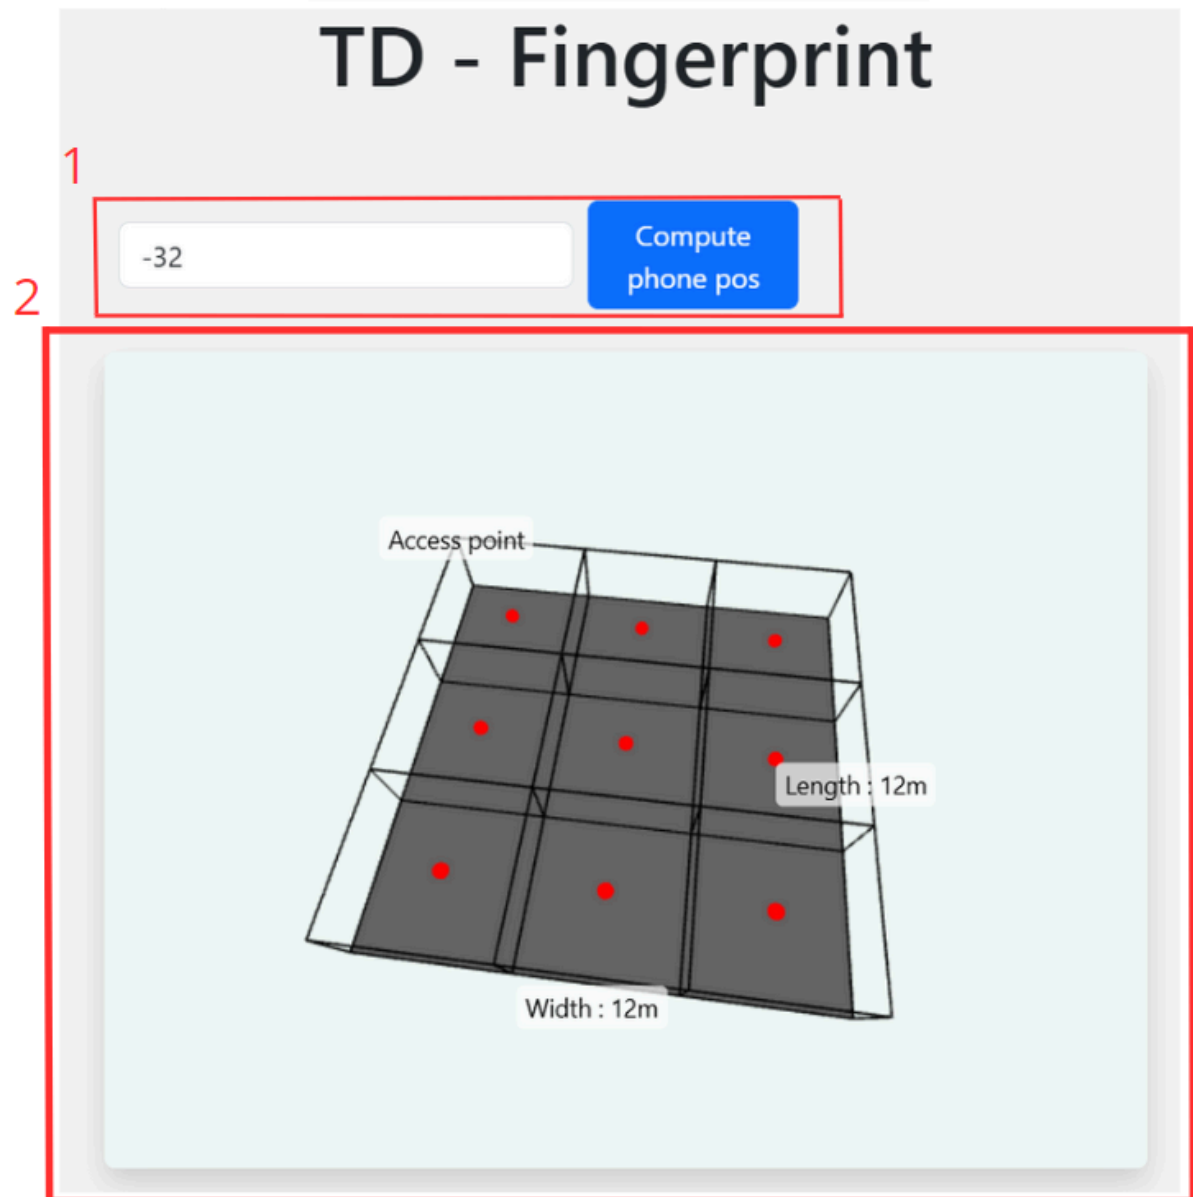 TD - Fingerprint
1
-32
Compute
phone pos
2
Access point
Length : 12m
Width : 12m